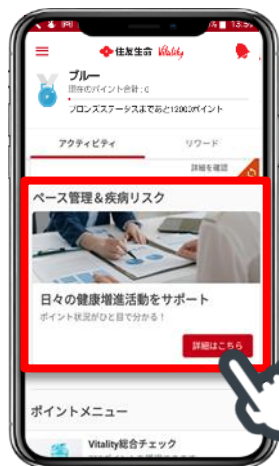 13:5
住友生命 Vitality
ブルー
現在のポイント合計：0
ブロンズステータスまであと12000ポイント
アクティビティ
リワード
詳細を確認
ペース管理＆疾病リスク
日々の健康増進活動をサポート
ポイント状況がひと目で分かる！
詳細はこちら
ポイントメニュー
Vitality総合チェック